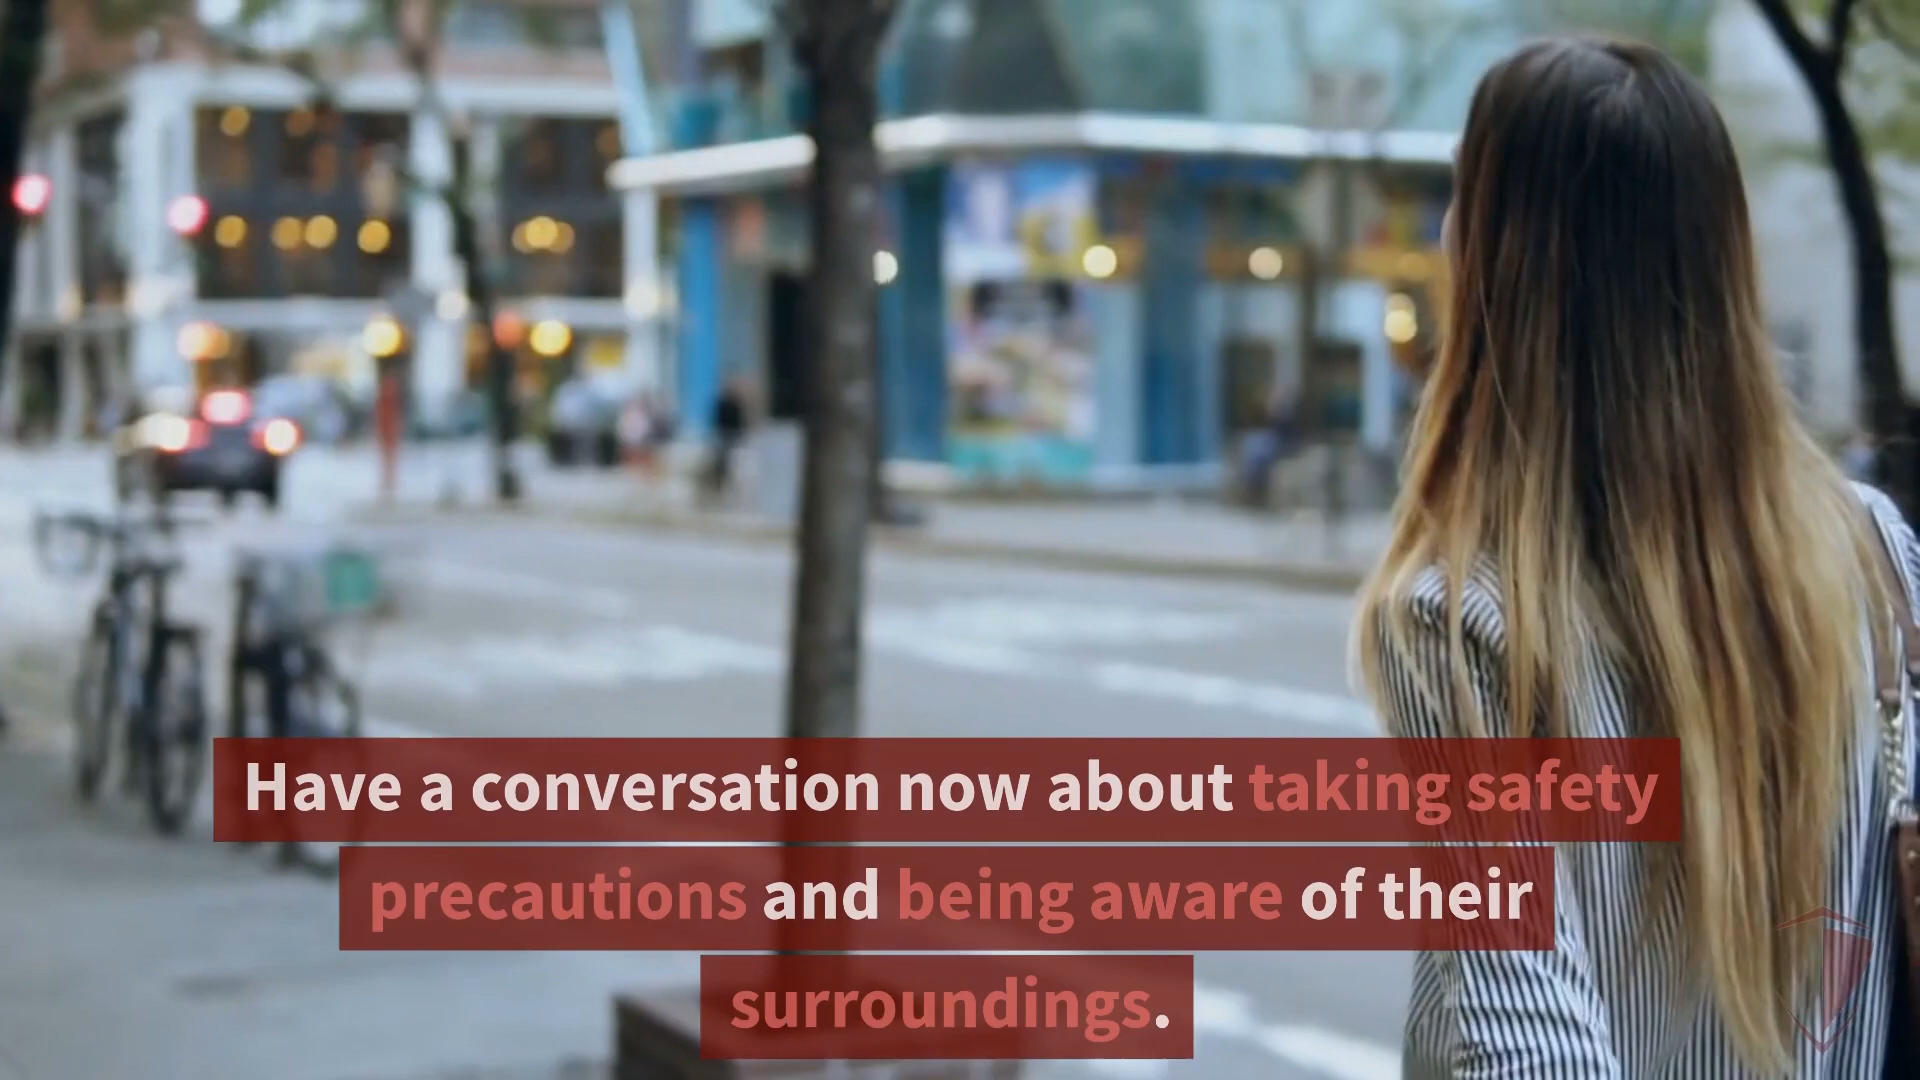 Have a conversation now about taking safety
precautions and being aware of their
surroundings.